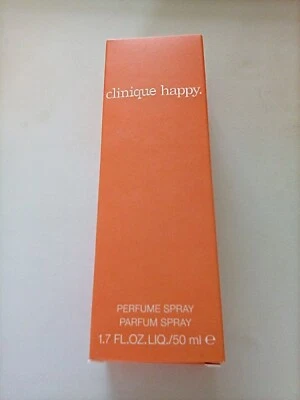 clinique happy.
PERFUME SPRAY
PARFUM SPRAY
1.7 FL.OZ.LIQ./50 ml ℮